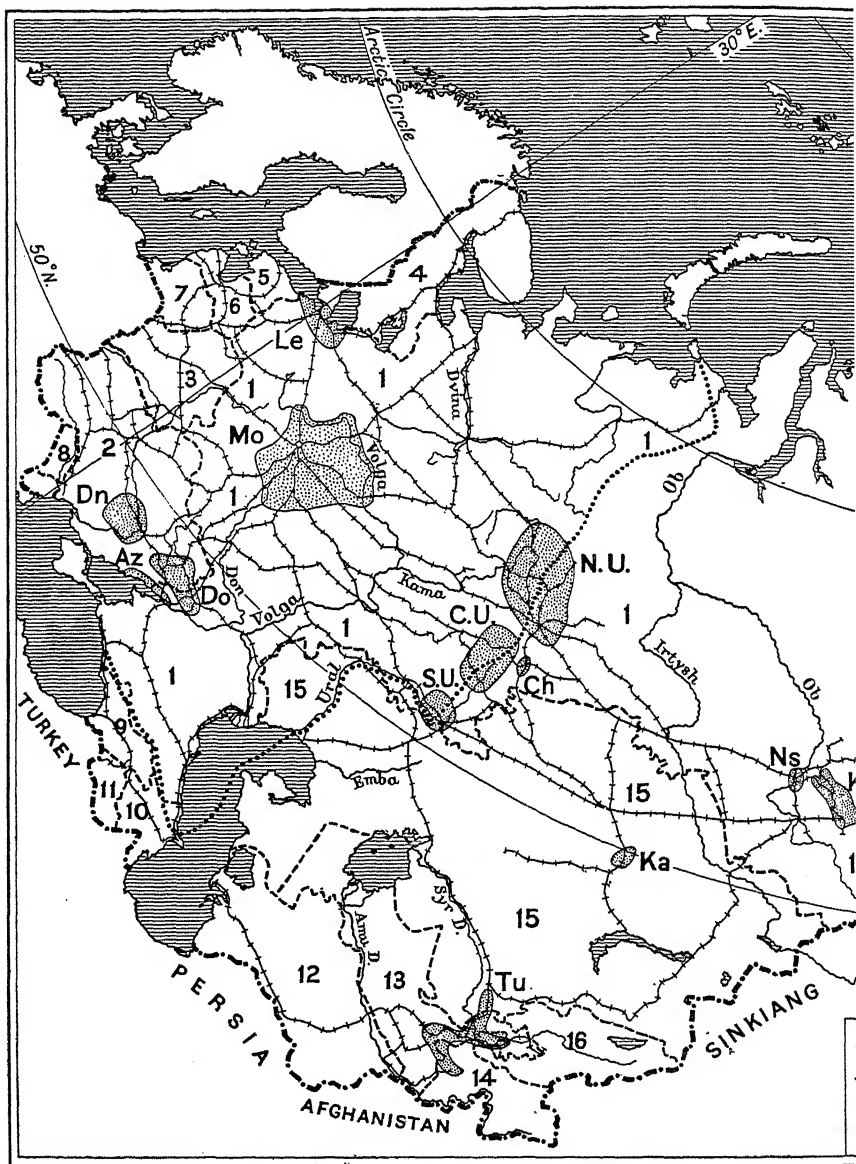 Arctic Circle
30°E.
50°N.
7
5
6
4
Le
3
1
1
Dvina
8
2
Mo
Volga
1
1
Ob
Dn
1
Az
Do
Don
Volga
Kama
N.U.
1
C.U.
Irtysh
Ob
1
15
Ural
S.U.
Ch
TURKEY
9
11
10
Emba
15
Ns
K
Ka
1
12
Amu D.
13
Syr D.
15
Tu
16
14
PERSIA
AFGHANISTAN
SINKIANG